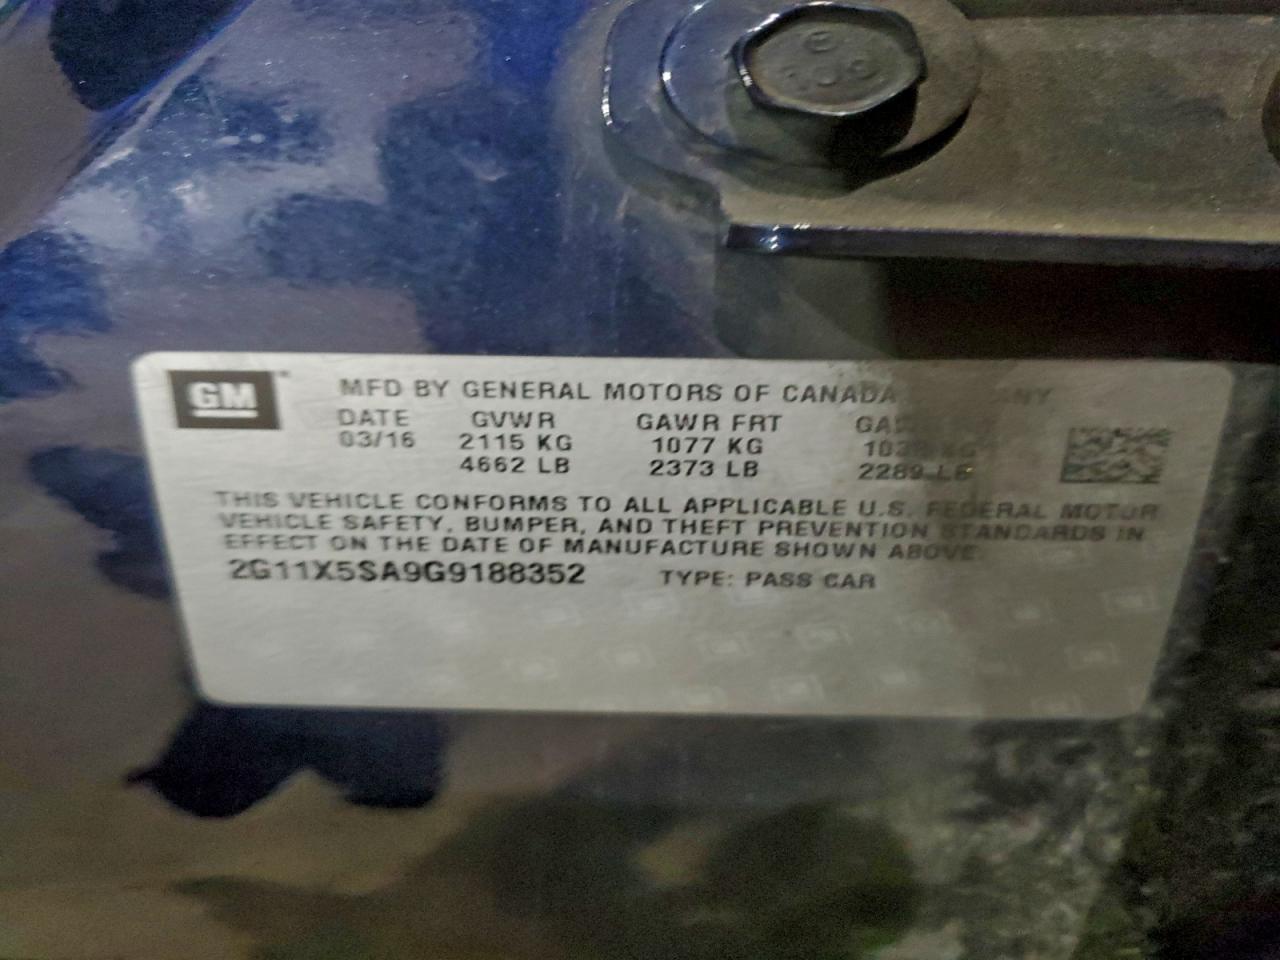 GM
MFD BY GENERAL MOTORS OF CANADA
DATE GVWR GAWR FRT
03/16 2115 KG 1077 KG
4662 LB 2373 LB 2289 LB
THIS VEHICLE CONFORMS TO ALL APPLICABLE U.S. FEDERAL MOTOR
VEHICLE SAFETY, BUMPER, AND THEFT PREVENTION STANDARDS IN
EFFECT ON THE DATE OF MANUFACTURE SHOWN ABOVE.
2G11X5SA9G9188352 TYPE: PASS CAR